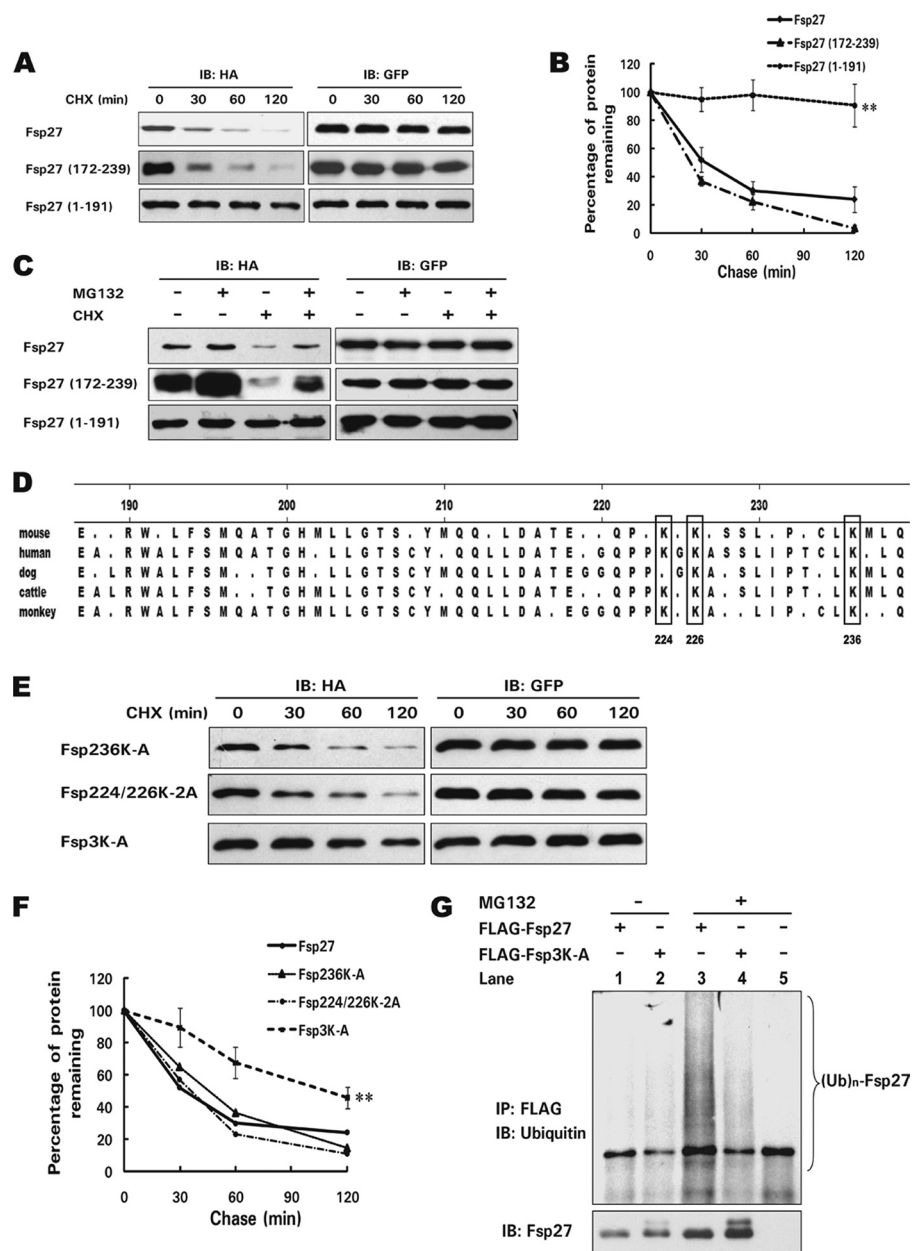 A
IB: HA
IB: GFP
CHX (min) 0 30 60 120 0 30 60 120
Fsp27
Fsp27 (172-239)
Fsp27 (1-191)
B
Fsp27
Fsp27 (172-239)
Fsp27 (1-191)
Percentage of protein
remaining
120
100
80
60
40
20
0
**
0 30 60 90 120
Chase (min)
C
IB: HA
IB: GFP
MG132 – + – + – + – +
CHX – – + + – – + +
Fsp27
Fsp27 (172-239)
Fsp27 (1-191)
D
190 200 210 220 230
mouse E . . R W . L F S M Q A T G H M L L G T S . Y M Q Q . L D A T E . . Q P . K . K . S S L . P . C L K M L Q
human E A . R W A L F S M Q A T G H . L L G T S C Y . Q Q L L D A T E . G Q P P K G K A S S L I P T C L K . L Q
dog E . L R W A L F S M . . T G H . L L G T S C Y M Q Q L L D A T E G G Q P P . G K A . S L I P T . L K M L Q
cattle E A L R W A L F S M . . T G H M L L G T S C Y M Q Q L L D A T E G G Q P P K . K A . S L I P T C L K M L Q
monkey E A L R W A L F S M Q A T G H M L L G T S C Y M Q Q L L D A . E G G Q P P K . K A . . L I P . C L K . . Q
224 226 236
E
IB: HA
IB: GFP
CHX (min) 0 30 60 120 0 30 60 120
Fsp236K-A
Fsp224/226K-2A
Fsp3K-A
F
Fsp27
Fsp236K-A
Fsp224/226K-2A
Fsp3K-A
Percentage of protein
remaining
120
100
80
60
40
20
0
**
0 30 60 90 120
Chase (min)
G
MG132 – +
FLAG-Fsp27 + – + – –
FLAG-Fsp3K-A – + – + –
Lane 1 2 3 4 5
(Ub)n-Fsp27
IP: FLAG
IB: Ubiquitin
IB: Fsp27